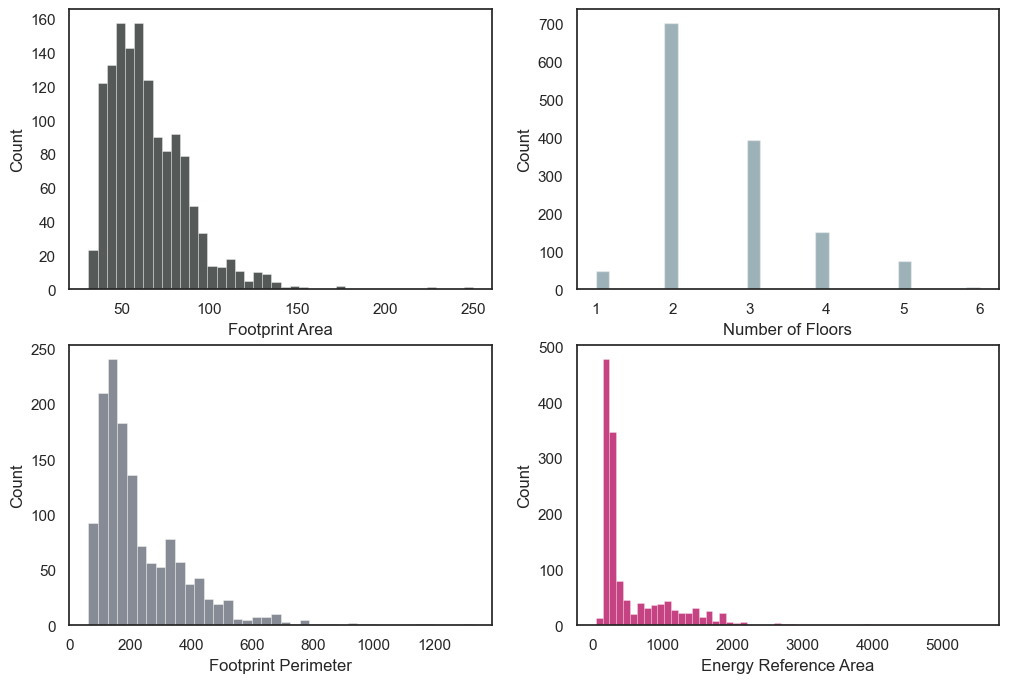 160
140
120
100
80
60
40
20
0
Count
50 100 150 200 250
Footprint Area
700
600
500
400
300
200
100
0
Count
1 2 3 4 5 6
Number of Floors
250
200
150
100
50
0
Count
0 200 400 600 800 1000 1200
Footprint Perimeter
500
400
300
200
100
0
Count
0 1000 2000 3000 4000 5000
Energy Reference Area